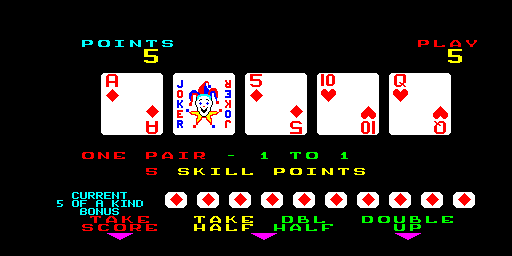 POINTS PLAY
5 5
A JOKER JOKER 5 10 Q
A 5 10 Q
ONE PAIR - 1 TO 1
5 SKILL POINTS
CURRENT
5 OF A KIND
BONUS
TAKE TAKE DBL DOUBLE
SCORE HALF HALF UP